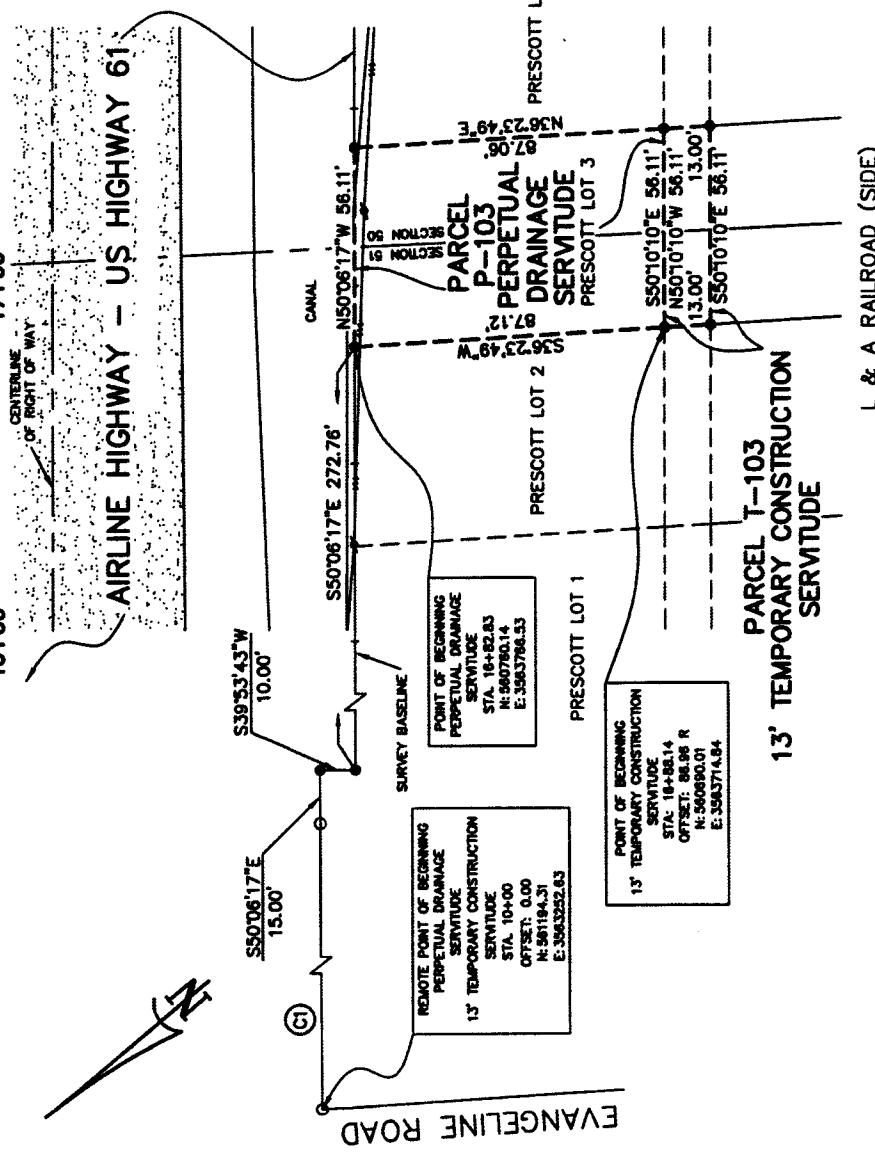 CENTERLINE
OF RIGHT OF WAY
AIRLINE HIGHWAY – US HIGHWAY 61
S39°53'43"W
10.00'
S50°06'17"E
15.00'
CANAL
S50°06'17"E 272.76'
N50°06'17"W 56.11'
SECTION 51
SECTION 50
SURVEY BASELINE
C1
EVANGELINE ROAD
N
REMOTE POINT OF BEGINNING
PERPETUAL DRAINAGE
SERVITUDE
13' TEMPORARY CONSTRUCTION
SERVITUDE
STA. 10+00
OFFSET: 0.00
N:561194.31
E:3563252.63
POINT OF BEGINNING
PERPETUAL DRAINAGE
SERVITUDE
STA. 16+82.83
N:560760.14
E:3563766.53
PRESCOTT LOT 1
PRESCOTT LOT 2
S36°23'49"W
87.12'
PARCEL
P-103
PERPETUAL
DRAINAGE
SERVITUDE
PRESCOTT LOT 3
N36°23'49"E
87.06'
PRESCOTT L
POINT OF BEGINNING
13' TEMPORARY CONSTRUCTION
SERVITUDE
STA: 16+88.14
OFFSET: 86.96 R
N:560690.01
E:3563714.84
S50°10'10"E 56.11'
N50°10'10"W 56.11'
13.00'
13.00'
S50°10'10"E 56.11'
PARCEL T-103
13' TEMPORARY CONSTRUCTION
SERVITUDE
L & A RAILROAD (SIDE)